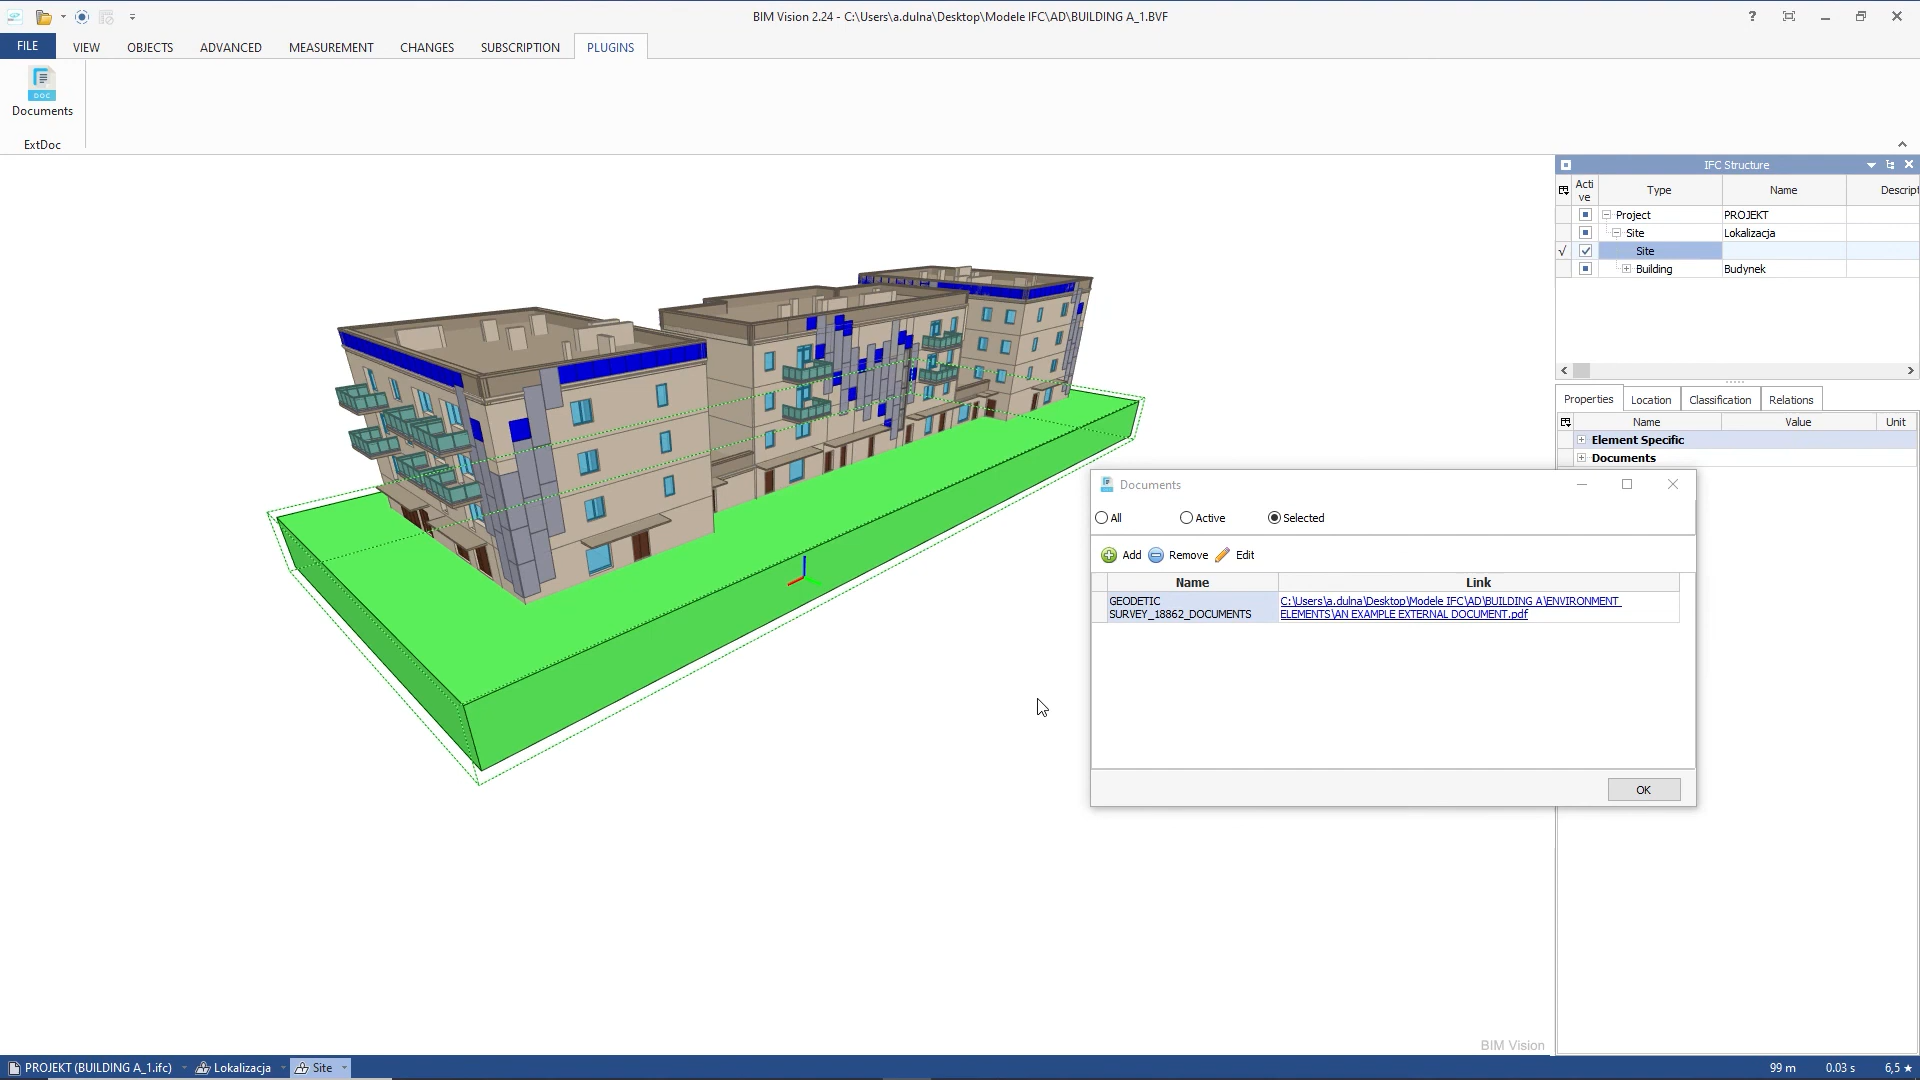 BIM Vision 2.24 - C:\Users\a.dulna\Desktop\Modele IFC\AD\BUILDING A_1.BVF
FILE VIEW OBJECTS ADVANCED MEASUREMENT CHANGES SUBSCRIPTION PLUGINS
DOC
Documents
ExtDoc
IFC Structure
Acti
ve
Type Name Descript
Project PROJEKT
Site Lokalizacja
Site
Building Budynek
Properties Location Classification Relations
Name Value Unit
Element Specific
Documents
Documents
All Active Selected
Add Remove Edit
Name Link
GEODETIC
SURVEY_18862_DOCUMENTS
C:\Users\a.dulna\Desktop\Modele IFC\AD\BUILDING A\ENVIRONMENT
ELEMENTS\AN EXAMPLE EXTERNAL DOCUMENT.pdf
OK
BIM Vision
PROJEKT (BUILDING A_1.ifc) Lokalizacja Site 99 m 0.03 s 6,5